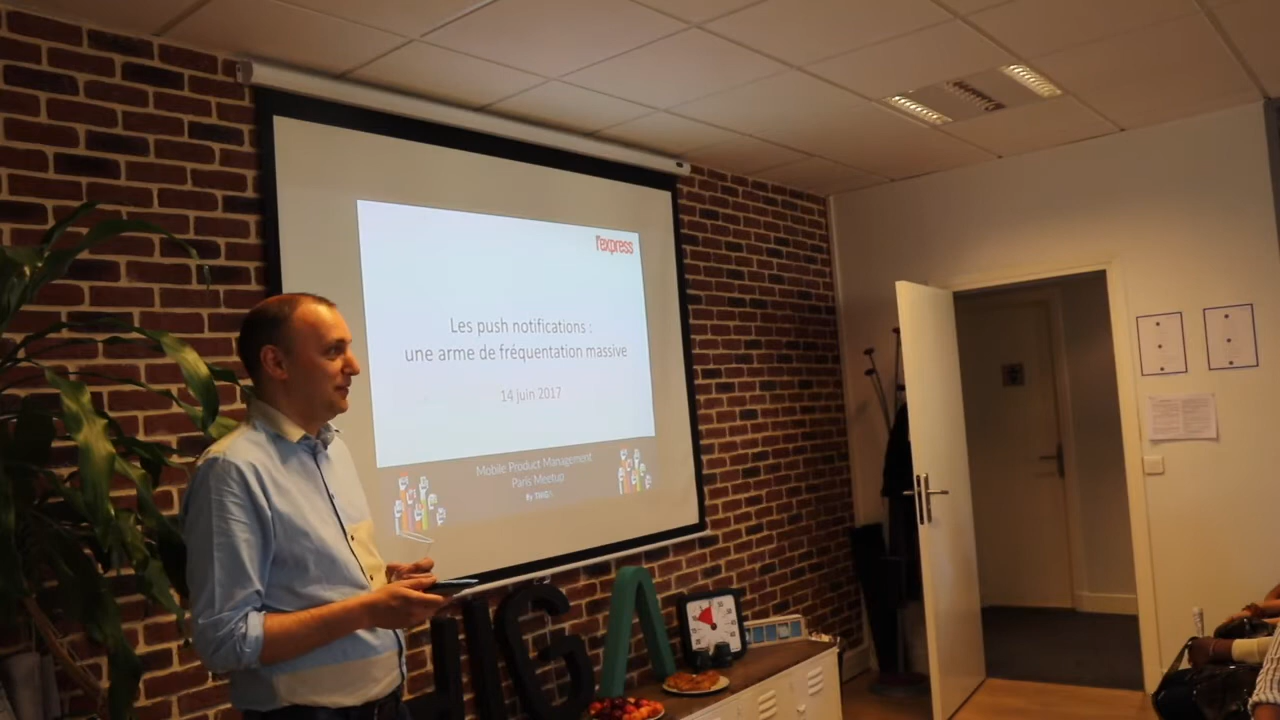 l'express
Les push notifications :
une arme de fréquentation massive
14 juin 2017
Mobile Product Management
Paris Meetup